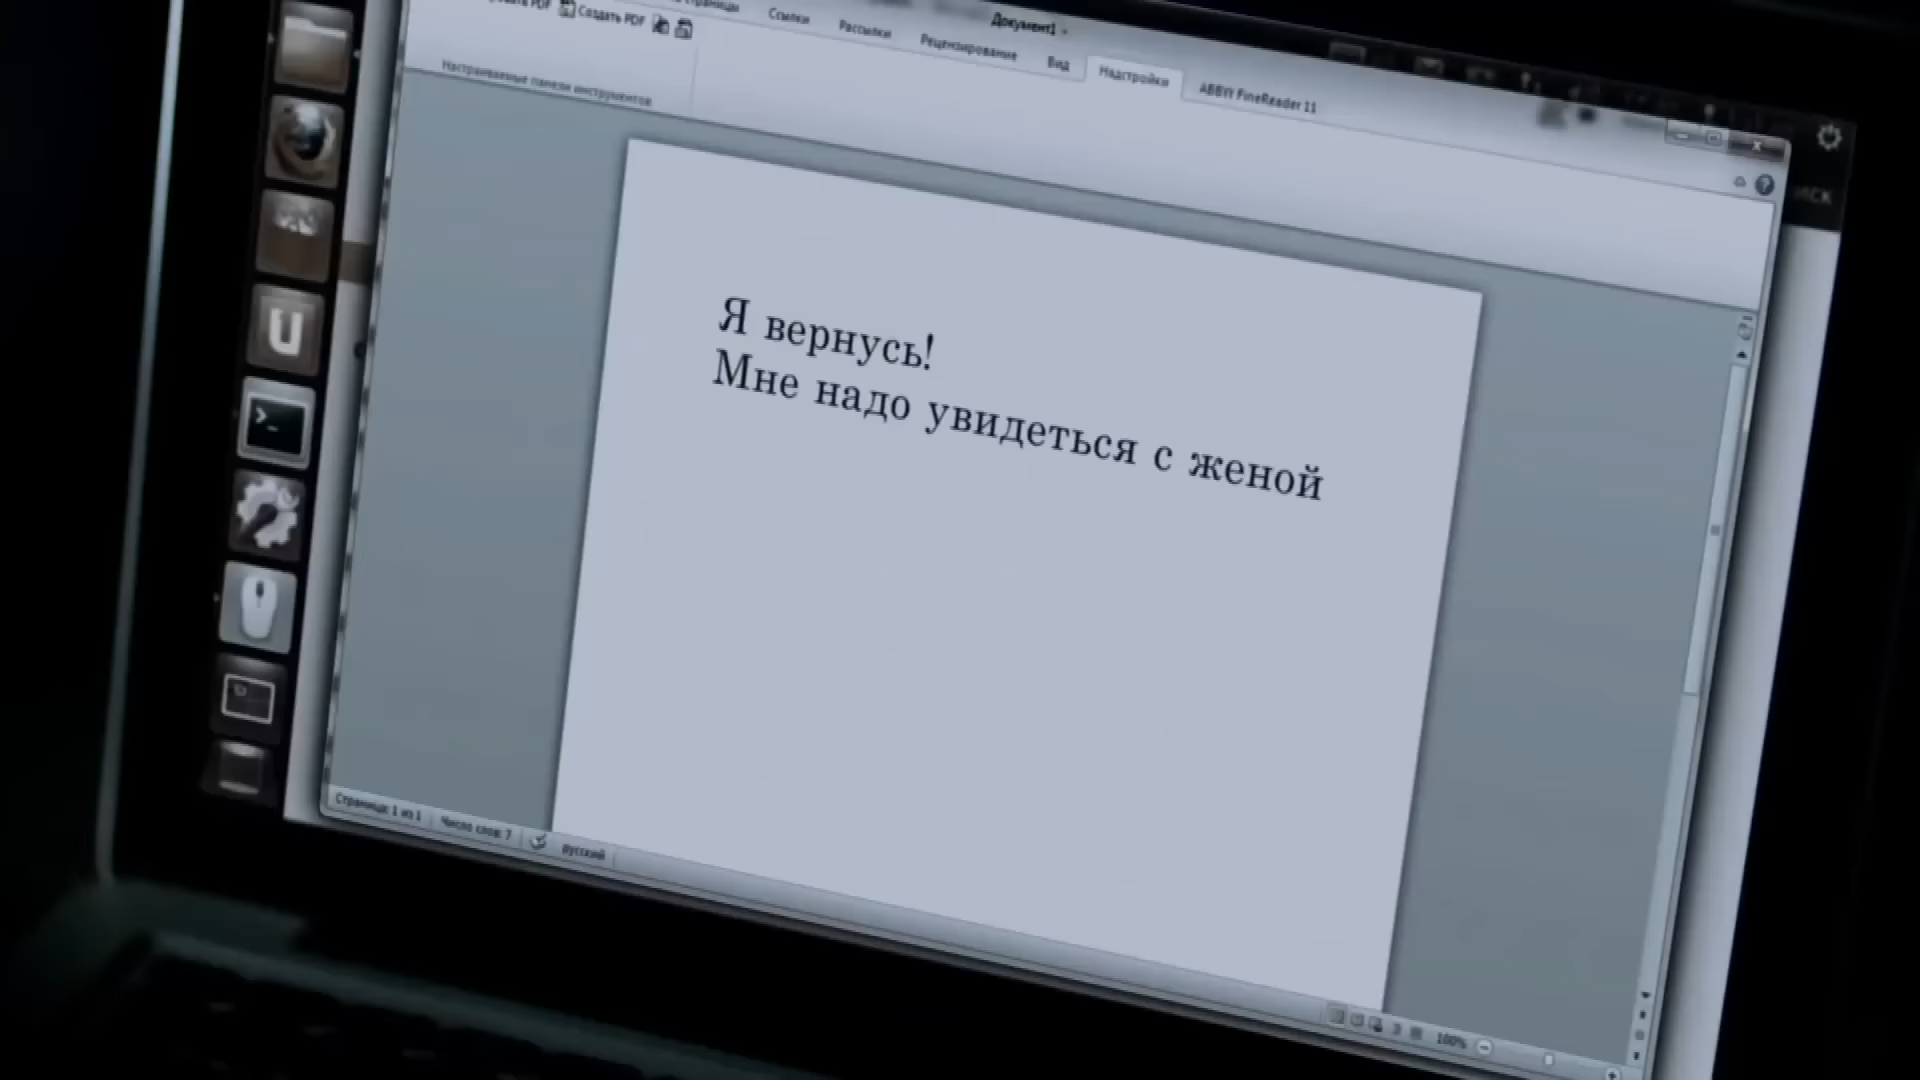 Документ1
Создать PDF
Ссылки
Рассылки
Рецензирование
Вид
Надстройки
ABBYY FineReader 11
Настраиваемые панели инструментов
Я вернусь!
Мне надо увидеться с женой
Страница: 1 из 1
Число слов: 7
русский
100%